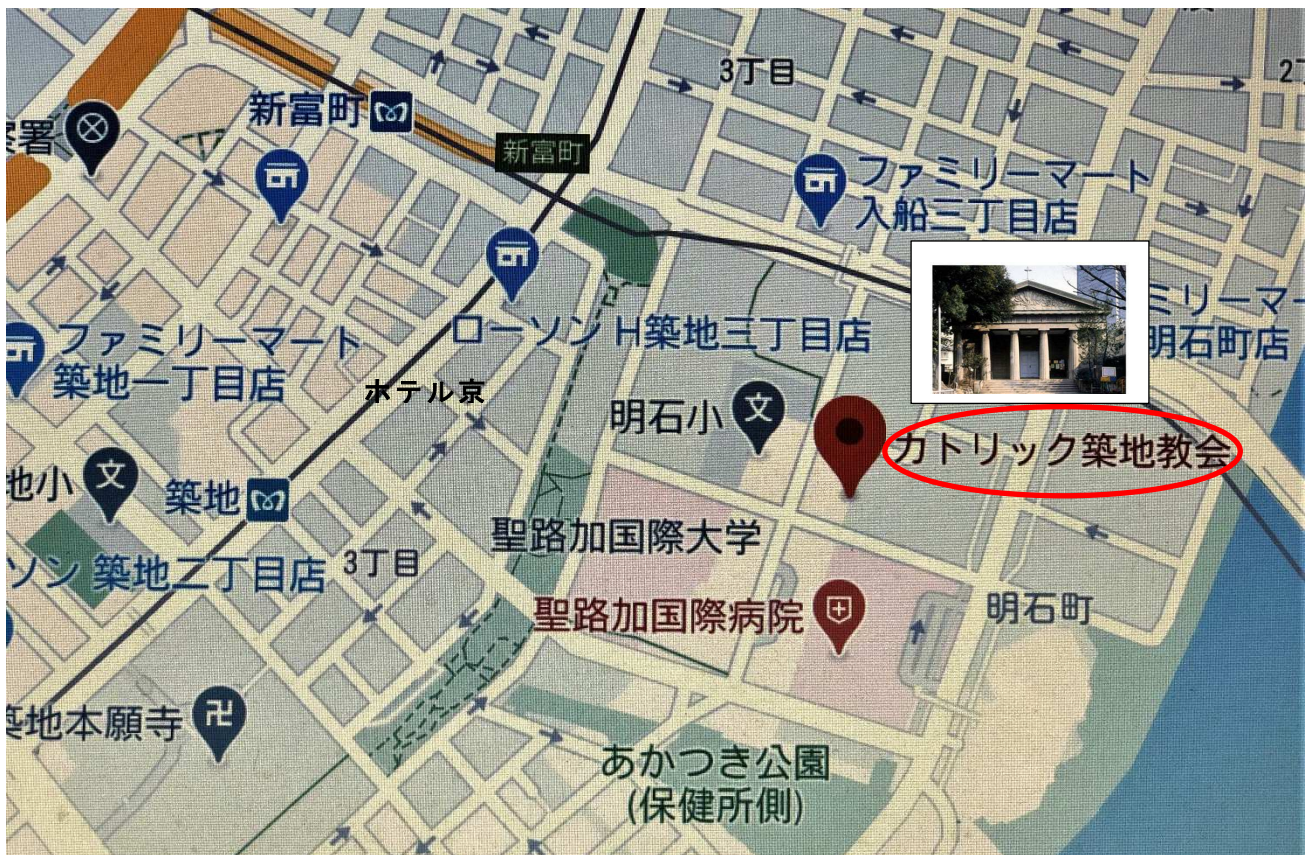 3丁目
2丁
新富町
署
新富町
ファミリーマート
入船三丁目店
ローソン H築地三丁目店
ミリーマー
明石町店
ファミリーマート
築地一丁目店
ホテル京
明石小
文
カトリック築地教会
地小
文
築地
聖路加国際大学
ソン 築地二丁目店
3丁目
聖路加国際病院
明石町
築地本願寺
卍
あかつき公園
(保健所側)